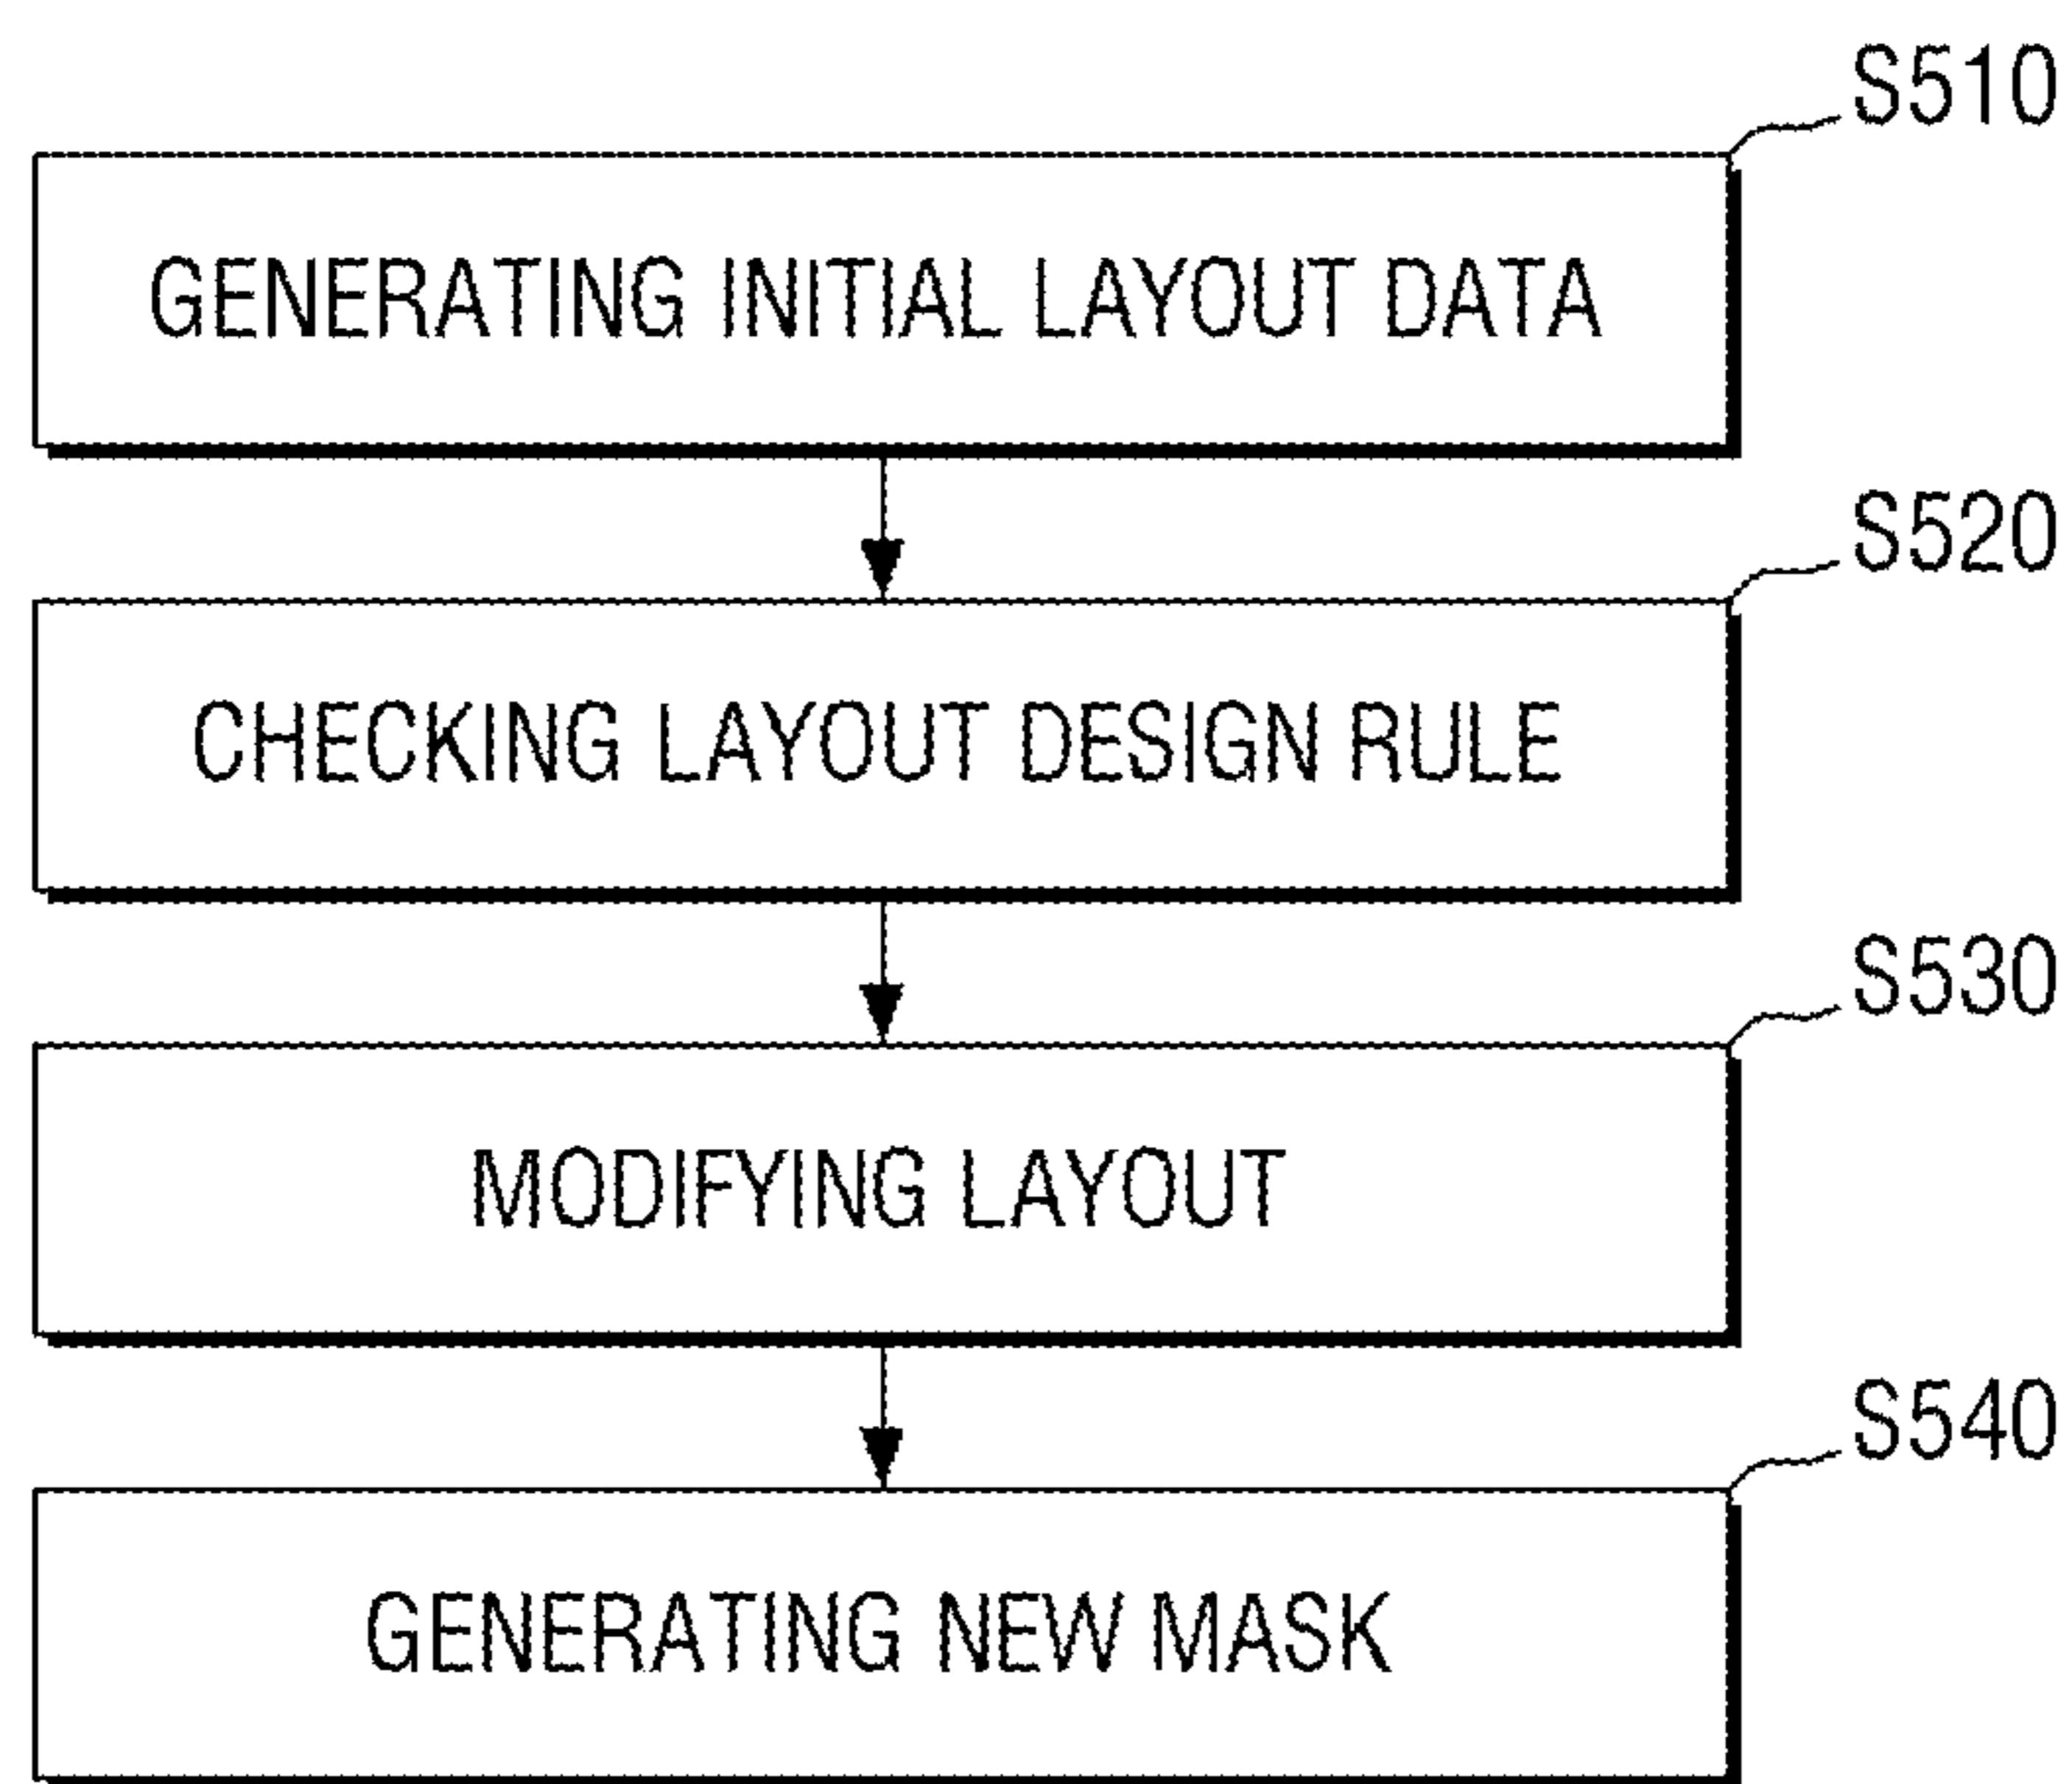 S510
GENERATING INITIAL LAYOUT DATA
S520
CHECKING LAYOUT DESIGN RULE
S530
MODIFYING LAYOUT
S540
GENERATING NEW MASK